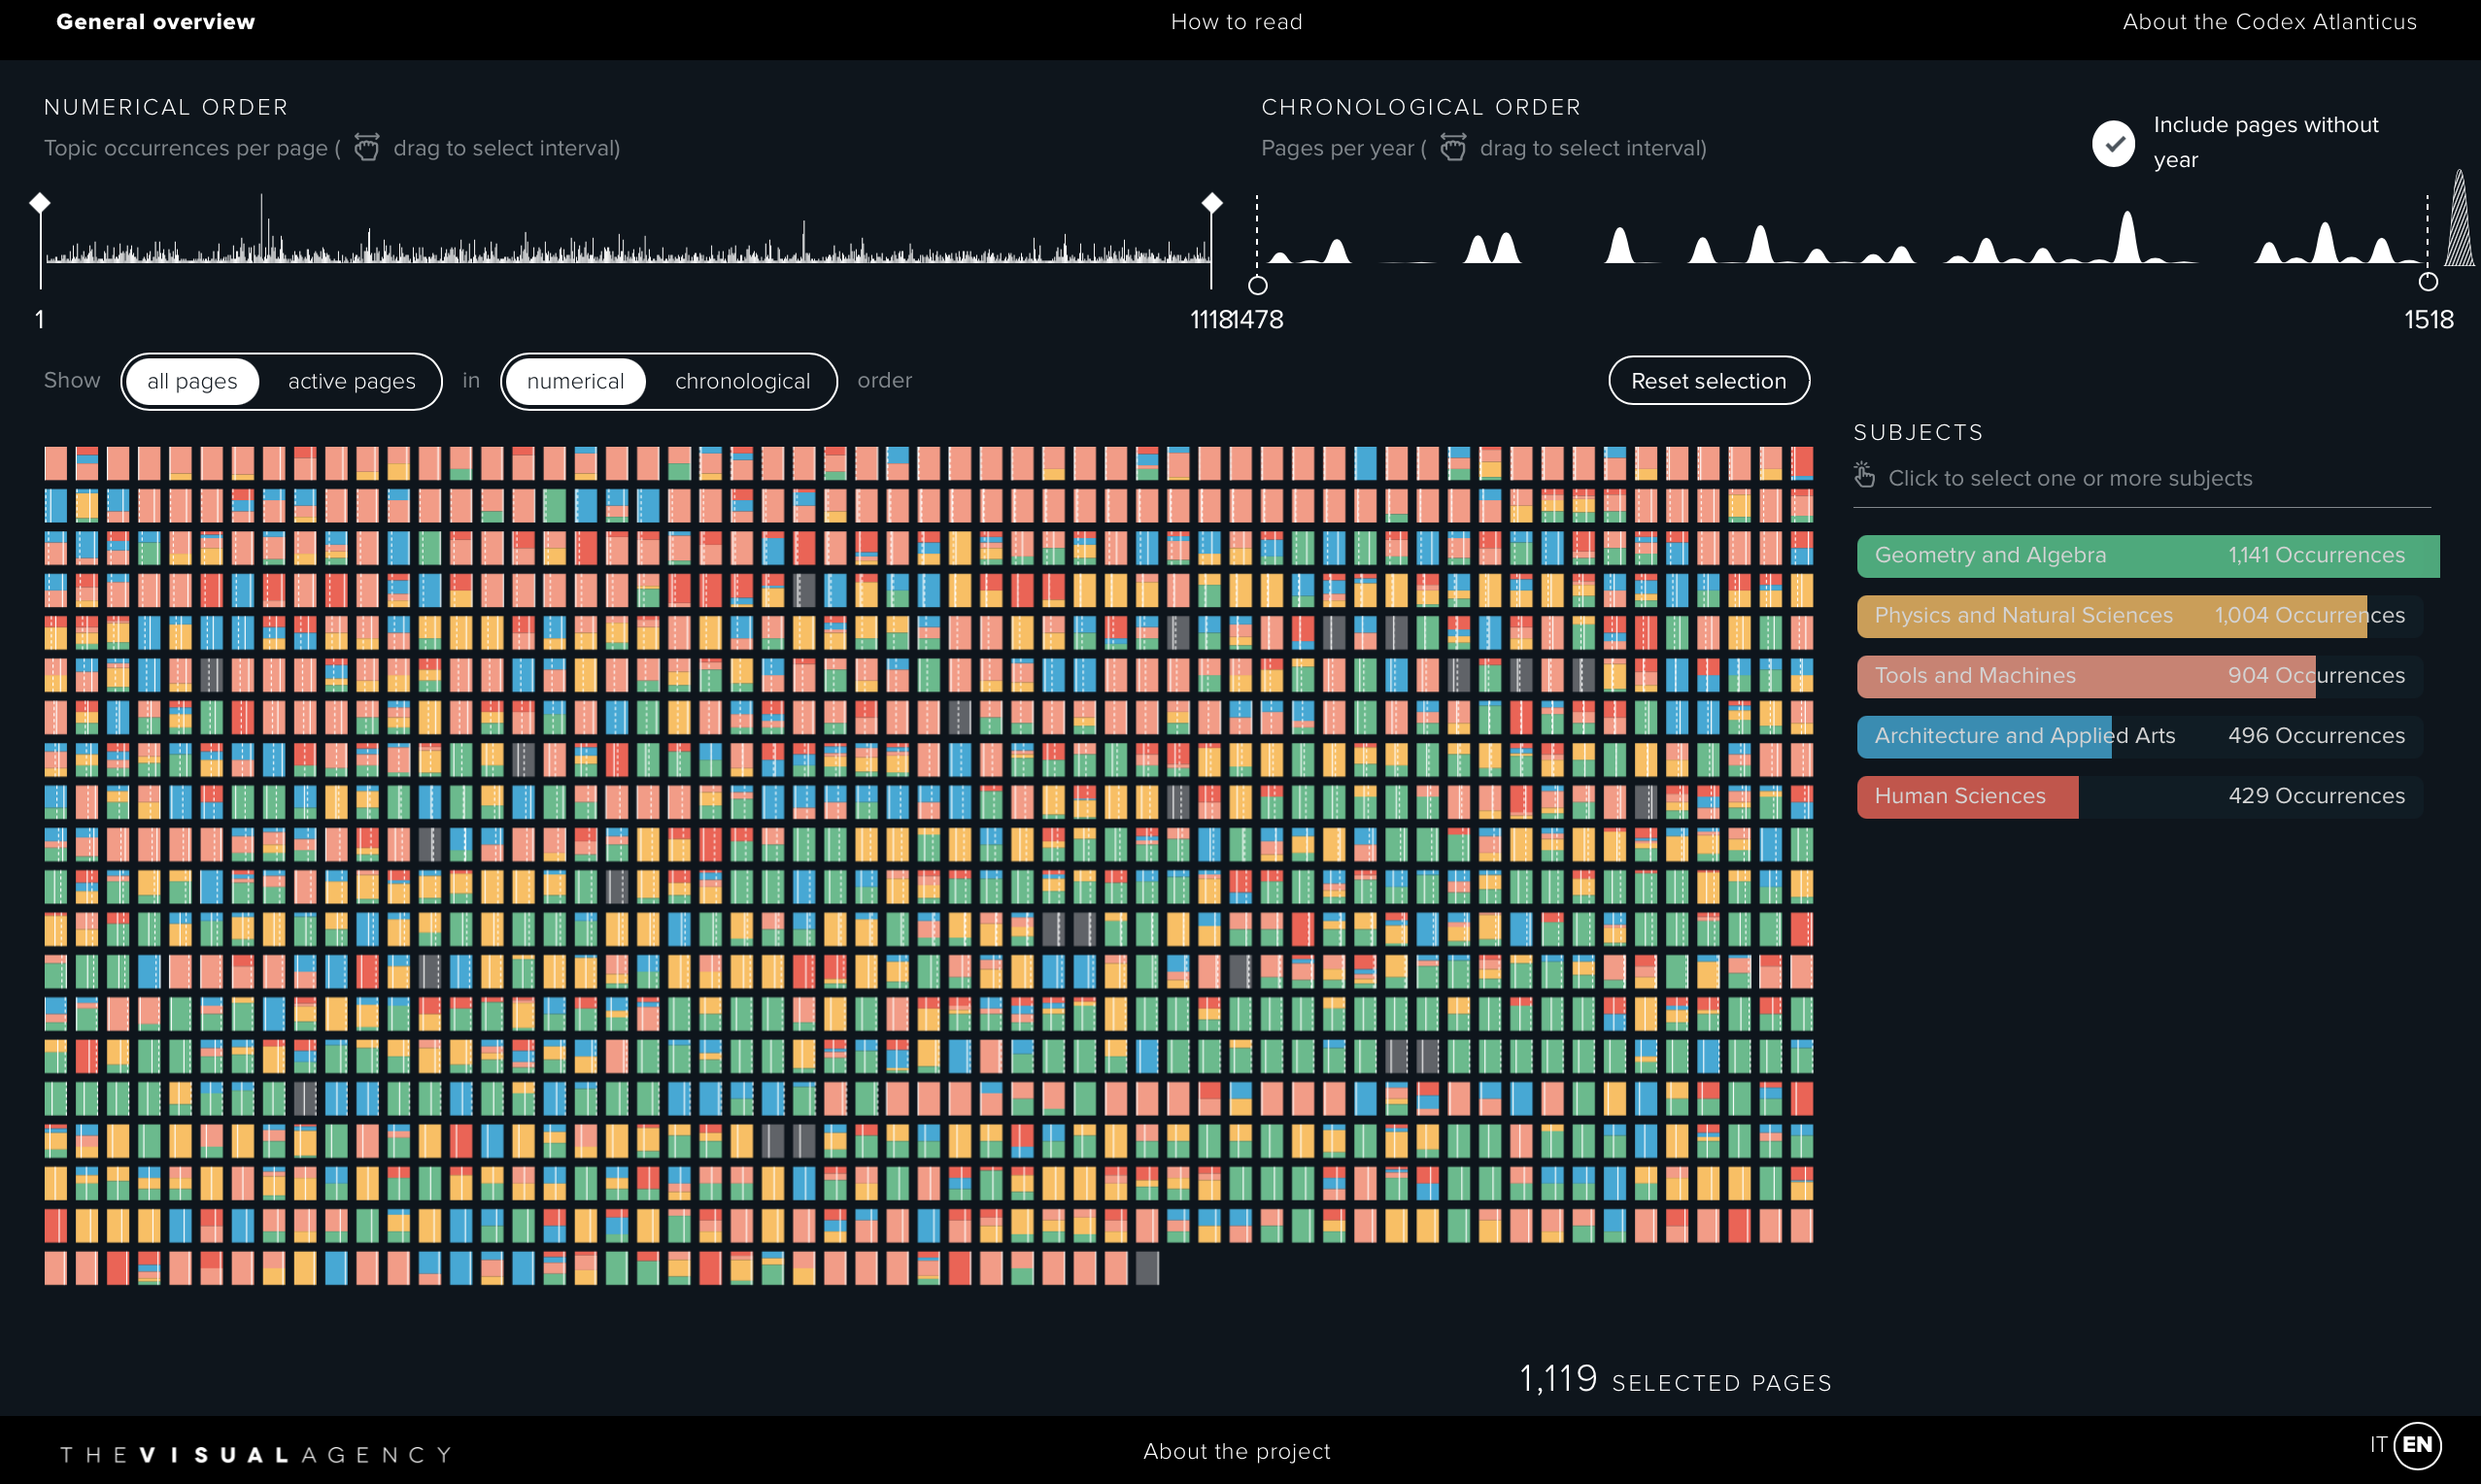 General overview
How to read
About the Codex Atlanticus
NUMERICAL ORDER
Topic occurrences per page ( drag to select interval)
CHRONOLOGICAL ORDER
Pages per year ( drag to select interval)
Include pages without
year
1
1118
1478
1518
Show all pages active pages in numerical chronological order
Reset selection
SUBJECTS
Click to select one or more subjects
Geometry and Algebra 1,141 Occurrences
Physics and Natural Sciences 1,004 Occurrences
Tools and Machines 904 Occurrences
Architecture and Applied Arts 496 Occurrences
Human Sciences 429 Occurrences
1,119 SELECTED PAGES
THEVISUALAGENCY
About the project
IT EN